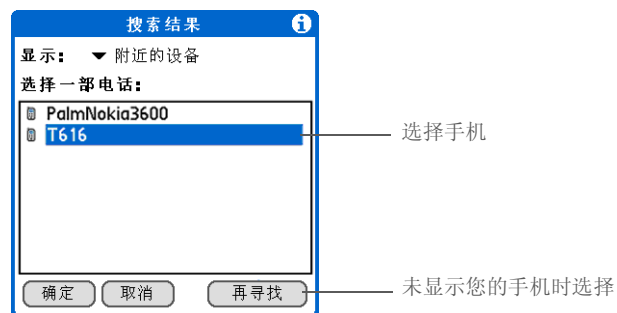 搜索结果
显示： 附近的设备
选择一部电话：
PalmNokia3600
T616
选择手机
确定 取消 再寻找
未显示您的手机时选择